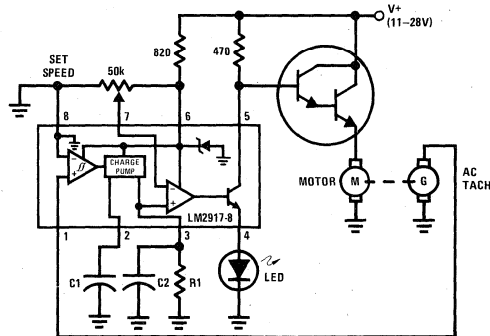 V+
(11–28V)
820
470
SET
SPEED
50k
8
7
6
5
CHARGE
PUMP
LM2917-8
MOTOR
M
G
AC
TACH
1
2
3
4
C1
C2
R1
LED